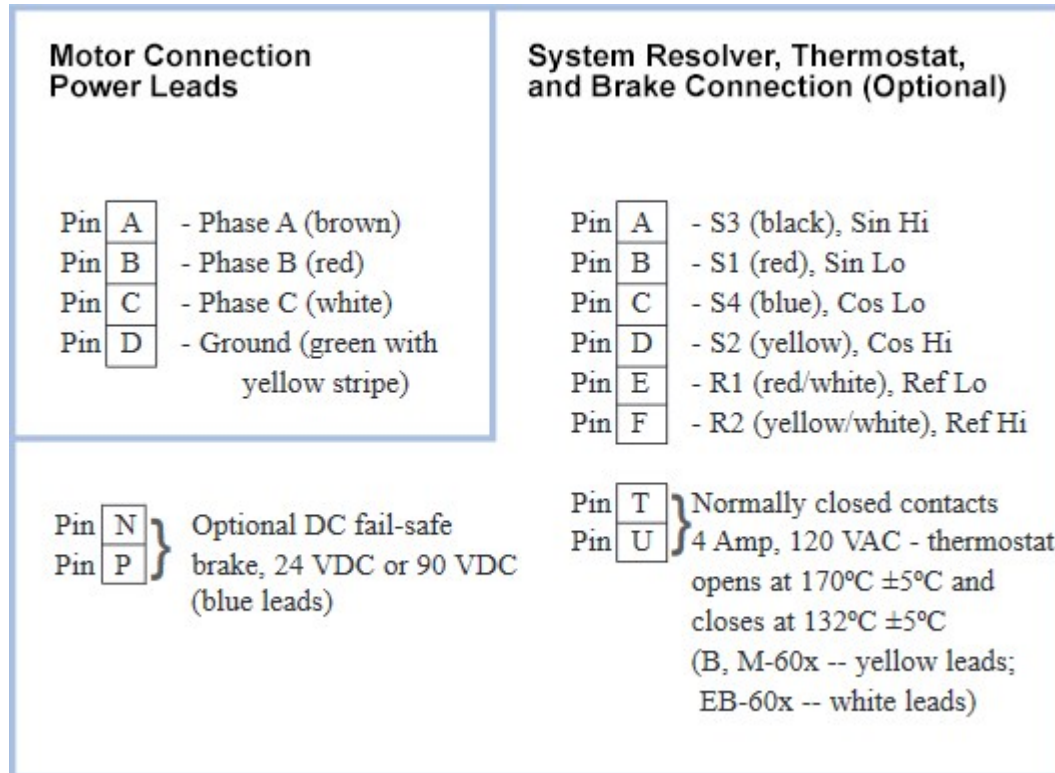 Motor Connection
Power Leads
Pin A - Phase A (brown)
Pin B - Phase B (red)
Pin C - Phase C (white)
Pin D - Ground (green with
yellow stripe)
System Resolver, Thermostat,
and Brake Connection (Optional)
Pin A - S3 (black), Sin Hi
Pin B - S1 (red), Sin Lo
Pin C - S4 (blue), Cos Lo
Pin D - S2 (yellow), Cos Hi
Pin E - R1 (red/white), Ref Lo
Pin F - R2 (yellow/white), Ref Hi
Pin N } Optional DC fail-safe
Pin P brake, 24 VDC or 90 VDC
(blue leads)
Pin T } Normally closed contacts
Pin U 4 Amp, 120 VAC - thermostat
opens at 170ºC ±5ºC and
closes at 132ºC ±5ºC
(B, M-60x -- yellow leads;
EB-60x -- white leads)